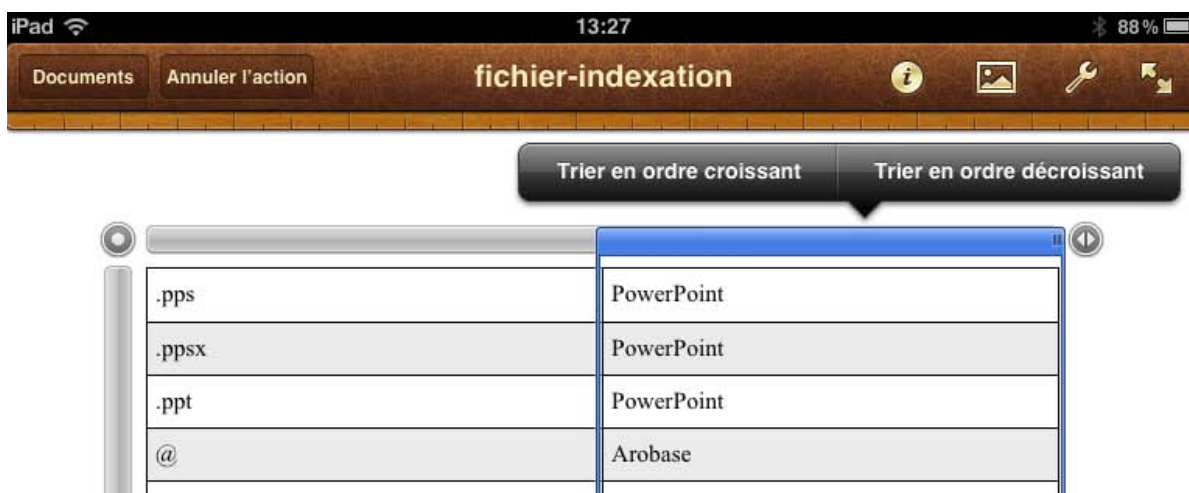 iPad 13:27 88 %
Documents Annuler l'action fichier-indexation
Trier en ordre croissant Trier en ordre décroissant
.pps PowerPoint
.ppsx PowerPoint
.ppt PowerPoint
@ Arobase